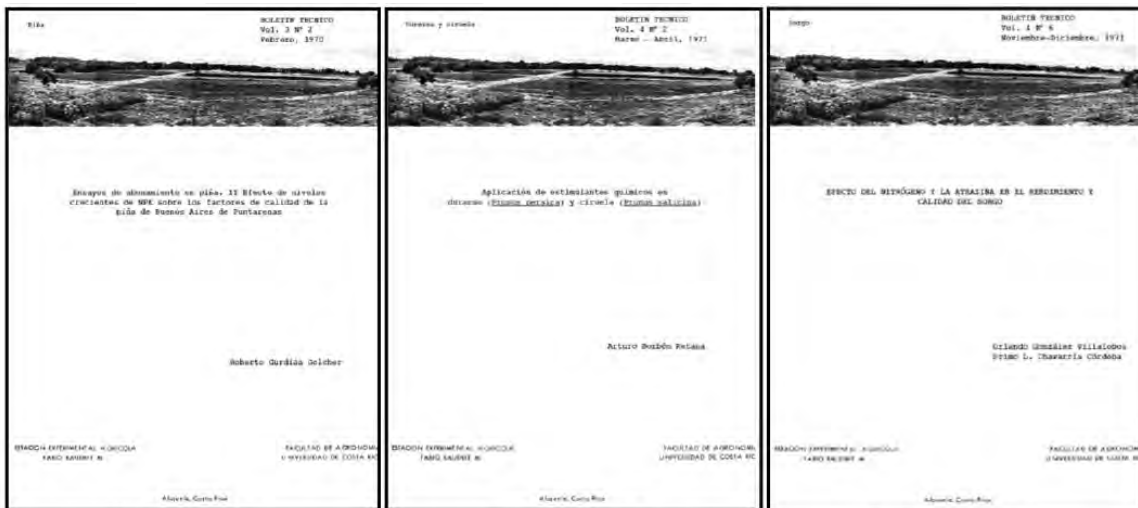 Piña
BOLETIN TECNICO
Vol. 3 Nº 2
Febrero, 1970
Ensayos de abonamiento en piña. II Efecto de niveles
crecientes de NPK sobre los factores de calidad de la
piña de Buenos Aires de Puntarenas
Roberto Gurdián Golcher
ESTACION EXPERIMENTAL AGRICOLA
FABIO BAUDRIT M.
FACULTAD DE AGRONOMIA
UNIVERSIDAD DE COSTA RIC
Alajuela, Costa Rica
Durazno y ciruela
BOLETIN TECNICO
Vol. 4 Nº 2
Marzo - Abril, 1971
Aplicación de estimulantes químicos en
durazno (Prunus persica) y ciruela (Prunus salicina)
Arturo Borbón Retana
ESTACION EXPERIMENTAL AGRICOLA
FABIO BAUDRIT M.
FACULTAD DE AGRONOMIA
UNIVERSIDAD DE COSTA RIC
Alajuela, Costa Rica
Sorgo
BOLETIN TECNICO
Vol. 4 Nº 6
Noviembre-Diciembre, 1971
EFECTO DEL NITRÓGENO Y LA ATRAZINA EN EL RENDIMIENTO Y
CALIDAD DEL SORGO
Orlando González Villalobos
Primo L. Chavarría Córdoba
ESTACION EXPERIMENTAL AGRICOLA
FABIO BAUDRIT M.
FACULTAD DE AGRONOM
UNIVERSIDAD DE COSTA RIC
Alajuela, Costa Rica